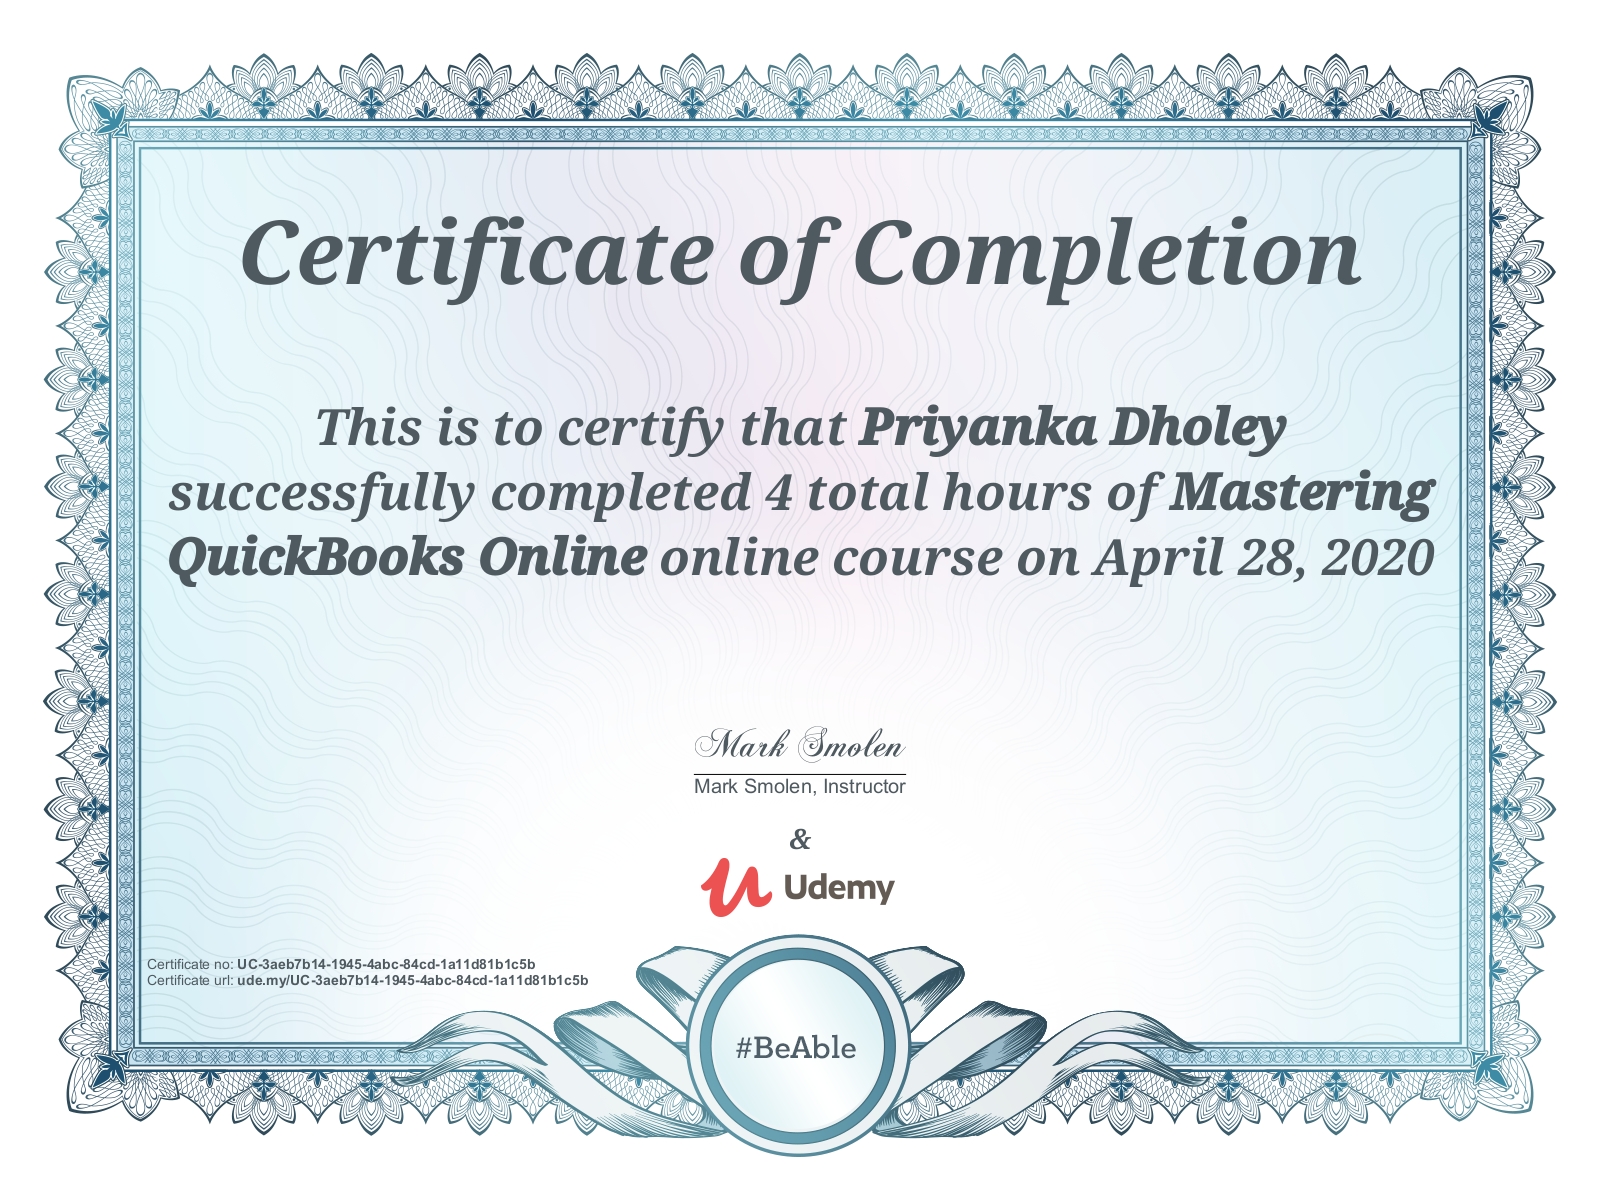 Certificate of Completion
This is to certify that Priyanka Dholey
successfully completed 4 total hours of Mastering
QuickBooks Online online course on April 28, 2020
Mark Smolen
Mark Smolen, Instructor
&
Udemy
Certificate no: UC-3aeb7b14-1945-4abc-84cd-1a11d81b1c5b
Certificate url: ude.my/UC-3aeb7b14-1945-4abc-84cd-1a11d81b1c5b
#BeAble